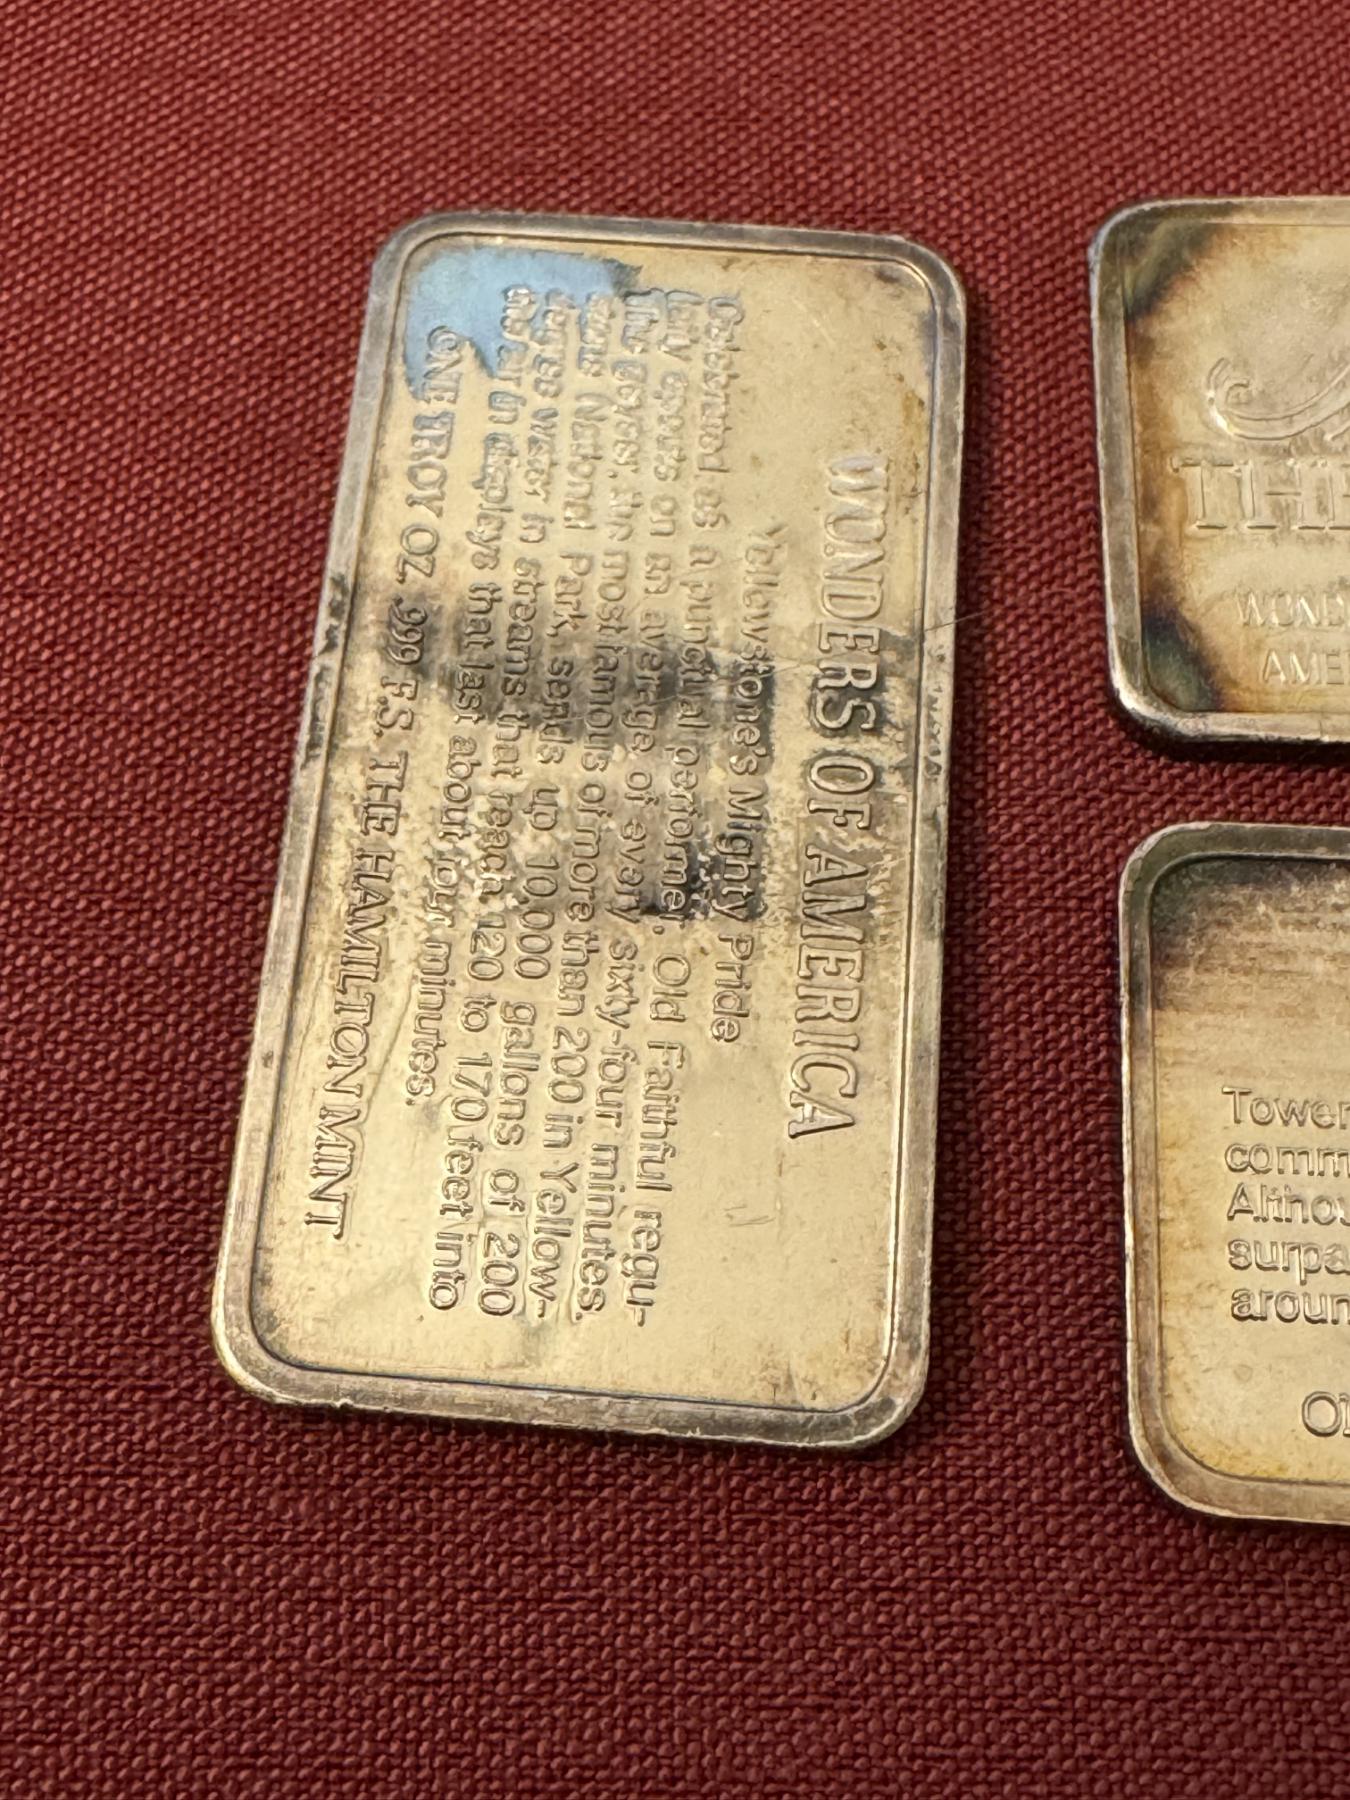 WONDERS OF AMERICA
Yellowstone's Mighty Pride
Celebrated as a punctual performer, Old Faithful regu-
larly spouts on an average of every sixty-four minutes.
The geyser, the most famous of more than 200 in Yellow-
stone National Park, sends up 10,000 gallons of 200
degree water in streams that reach 120 to 170 feet into
the air in displays that last about four minutes.
ONE TROY OZ. .999 F.S. THE HAMILTON MINT
THE
WOND
AME
Tower
comm
Althou
surpa
aroun